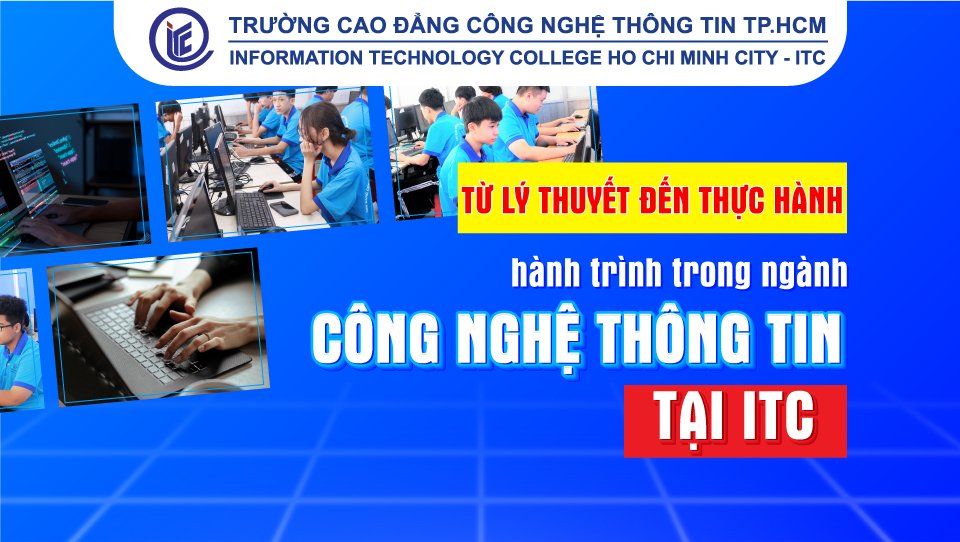 TRƯỜNG CAO ĐẲNG CÔNG NGHỆ THÔNG TIN TP.HCM
INFORMATION TECHNOLOGY COLLEGE HO CHI MINH CITY - ITC
TỪ LÝ THUYẾT ĐẾN THỰC HÀNH
hành trình trong ngành
CÔNG NGHỆ THÔNG TIN
TẠI ITC